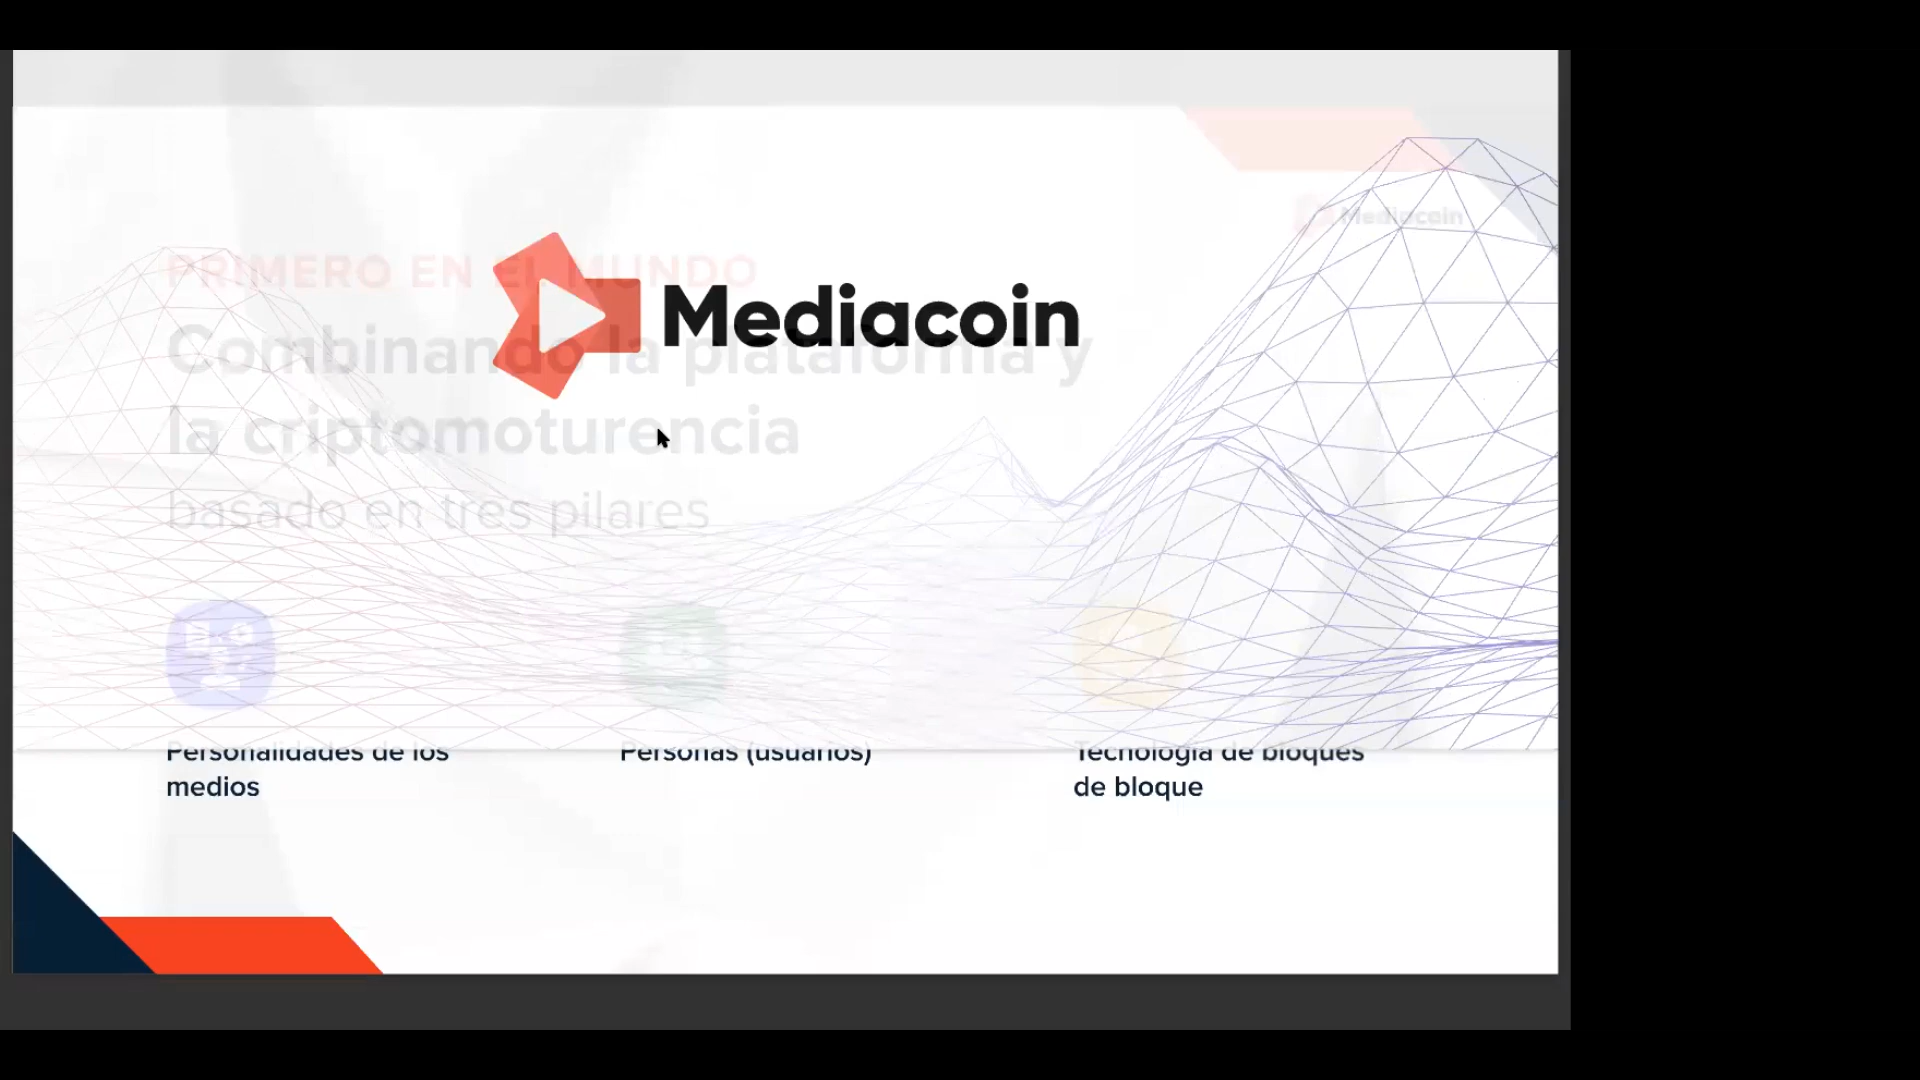 Mediacoin
PRIMERO EN EL MUNDO
Mediacoin
Combinando la plataforma y
la criptomoturencia
basado en tres pilares
Personalidades de los
medios
Personas (usuarios)
Tecnología de bloques
de bloque